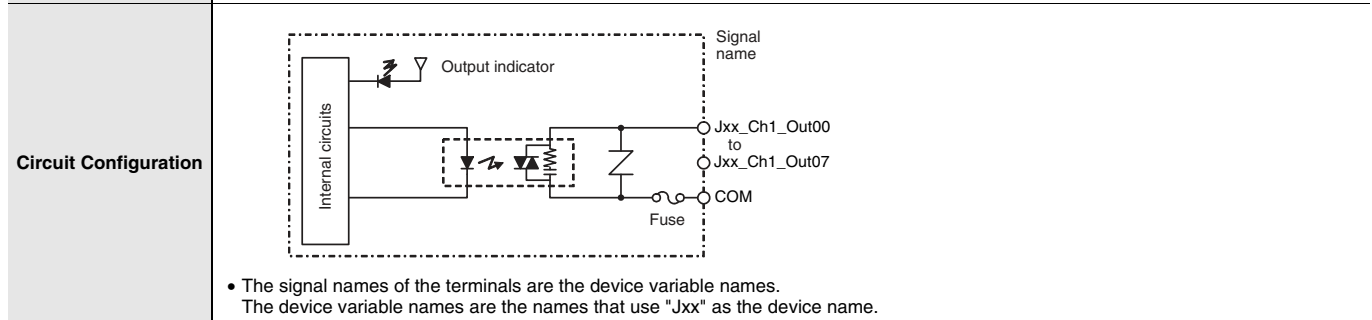 Circuit Configuration
Internal circuits
Output indicator
Signal
name
Jxx_Ch1_Out00
to
Jxx_Ch1_Out07
COM
Fuse
• The signal names of the terminals are the device variable names.
The device variable names are the names that use "Jxx" as the device name.